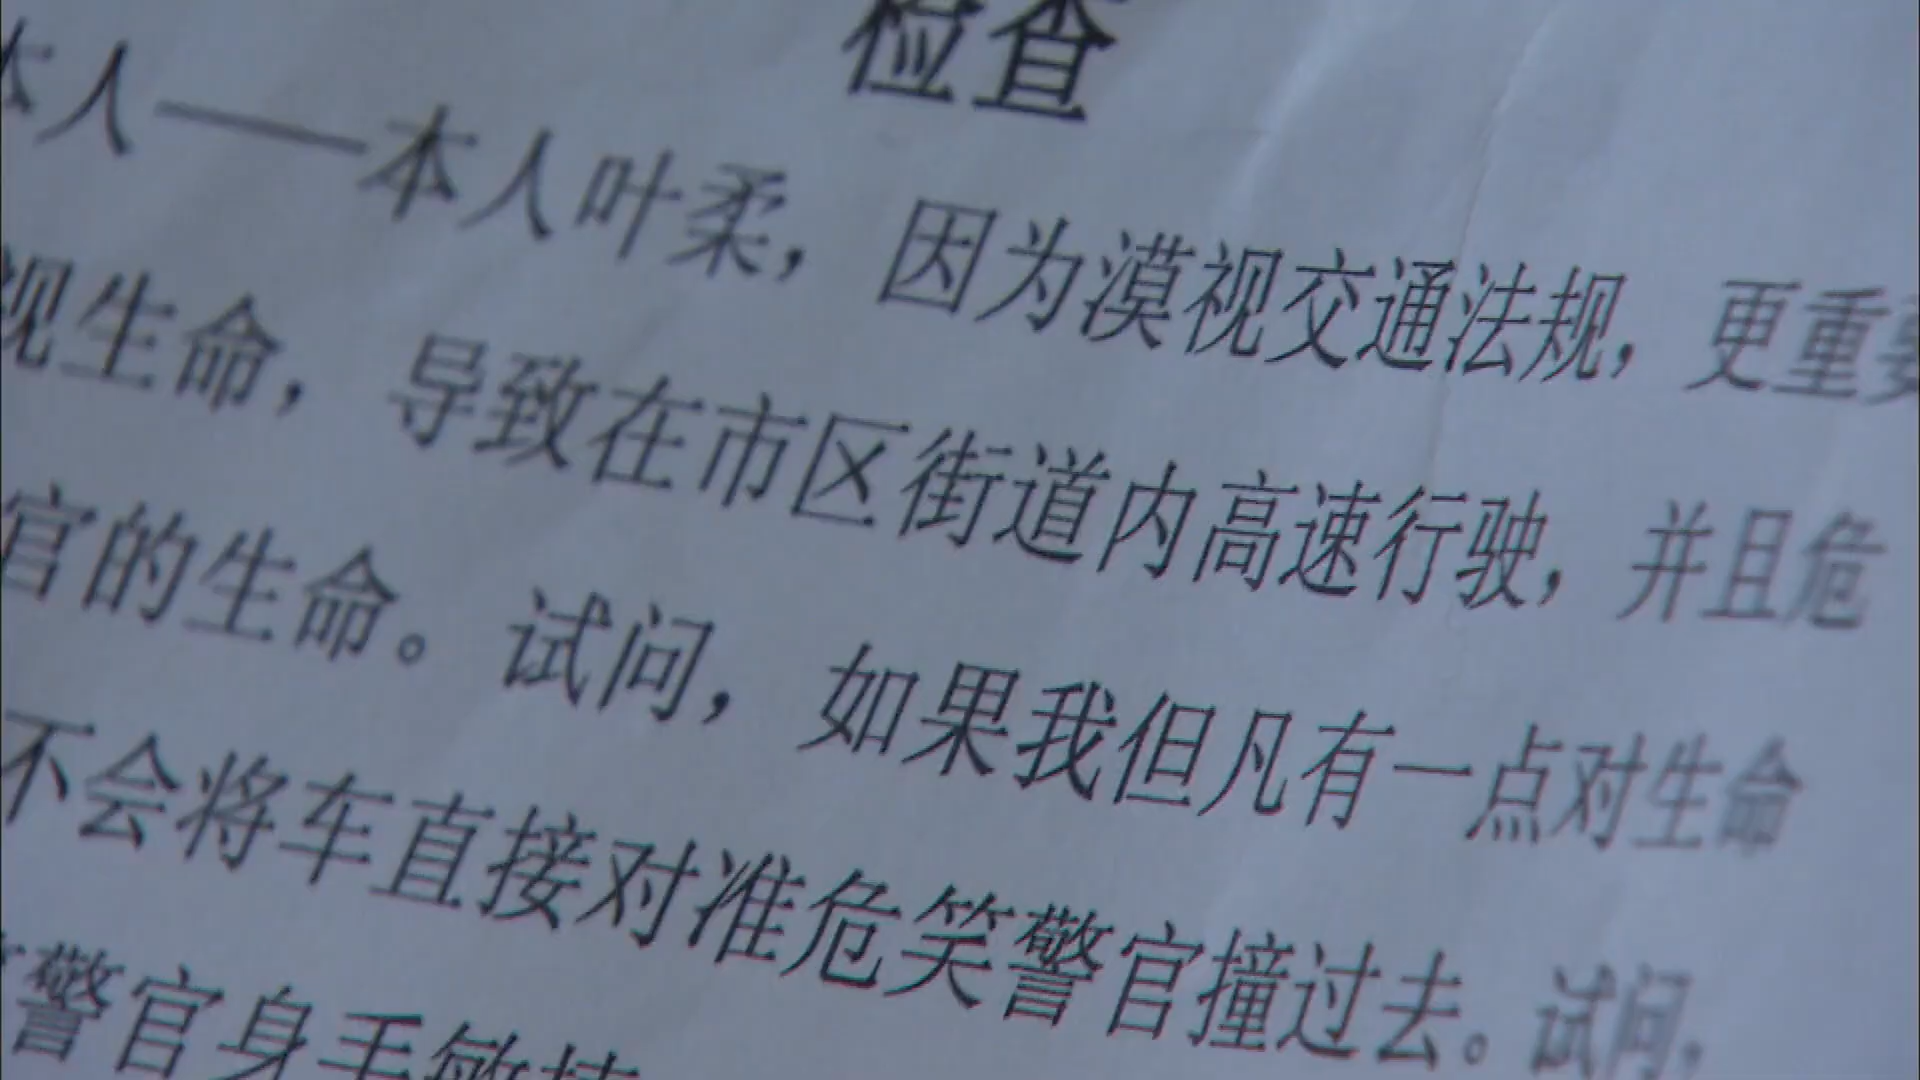 检查
本人——本人叶柔，因为漠视交通法规，更重要
视生命，导致在市区街道内高速行驶，并且危
官的生命。试问，如果我但凡有一点对生命
不会将车直接对准危笑警官撞过去。试问，
警官身手敏捷